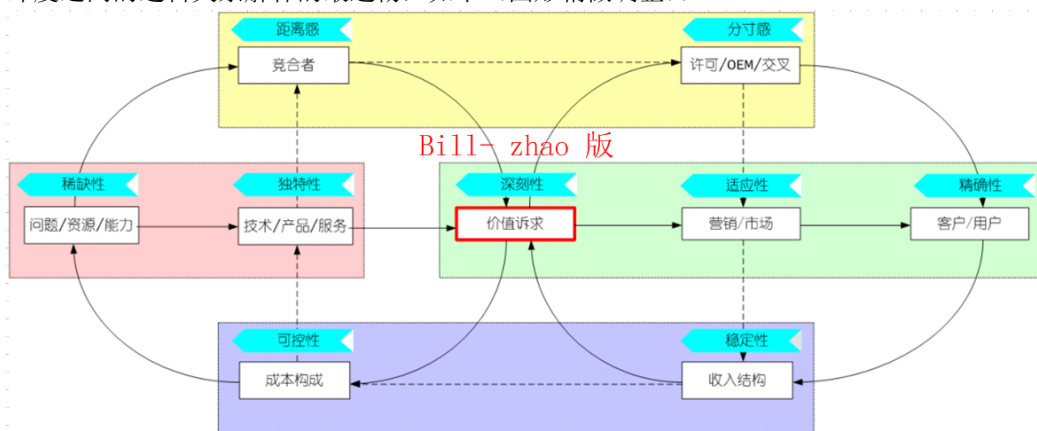 距离感
分寸感
竞合者
许可/OEM/交叉
Bill- zhao 版
稀缺性
独特性
深刻性
适应性
精确性
问题/资源/能力
技术/产品/服务
价值诉求
营销/市场
客户/用户
可控性
稳定性
成本构成
收入结构